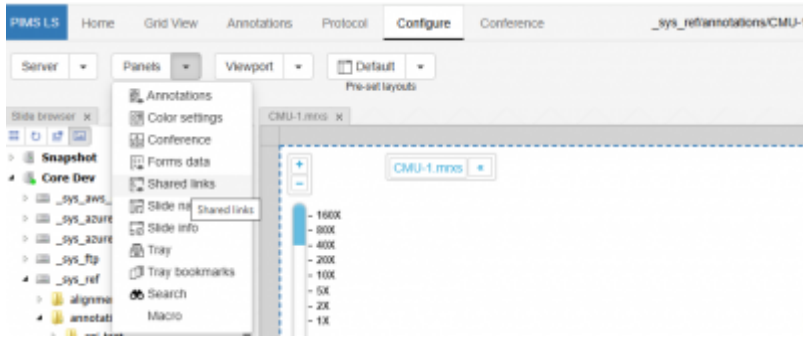 PIMS LS Home Grid View Annotations Protocol Configure Conference _sys_ref/annotations/CMU-1
Server Panels Viewport Default
Pre-set layouts
Slide browser x CMU-1.mrxs x
Annotations
Color settings
Conference
Forms data
Shared links
Slide na
Shared links
Slide info
Tray
Tray bookmarks
Search
Macro
Snapshot
Core Dev
_sys_aws_
_sys_azure
_sys_azure
_sys_ftp
_sys_ref
alignme
annotati
+
CMU-1.mrxs «
-
160X
80X
40X
20X
10X
5X
2X
1X